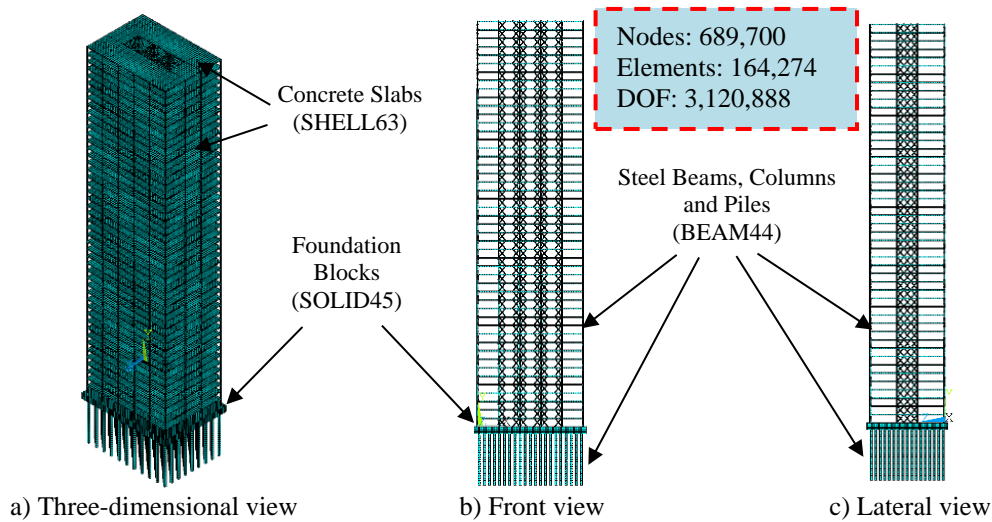 Nodes: 689,700
Elements: 164,274
DOF: 3,120,888
Concrete Slabs
(SHELL63)
Steel Beams, Columns
and Piles
(BEAM44)
Foundation
Blocks
(SOLID45)
a) Three-dimensional view
b) Front view
c) Lateral view